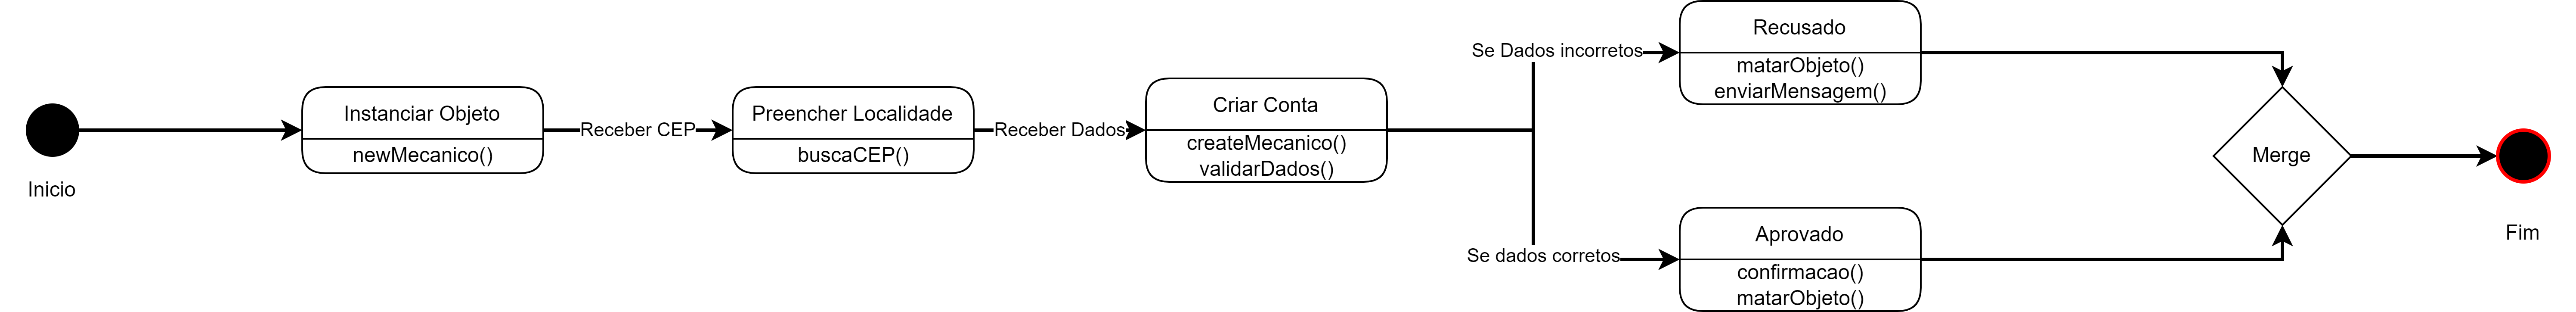 Inicio
Instanciar Objeto
newMecanico()
Receber CEP
Preencher Localidade
buscaCEP()
Receber Dados
Criar Conta
createMecanico()
validarDados()
Se Dados incorretos
Recusado
matarObjeto()
enviarMensagem()
Se dados corretos
Aprovado
confirmacao()
matarObjeto()
Merge
Fim